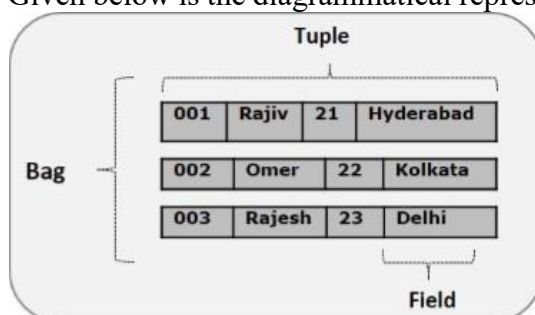 Given below is the diagrammatical repres
Tuple
001 Rajiv 21 Hyderabad
Bag
002 Omer 22 Kolkata
003 Rajesh 23 Delhi
Field